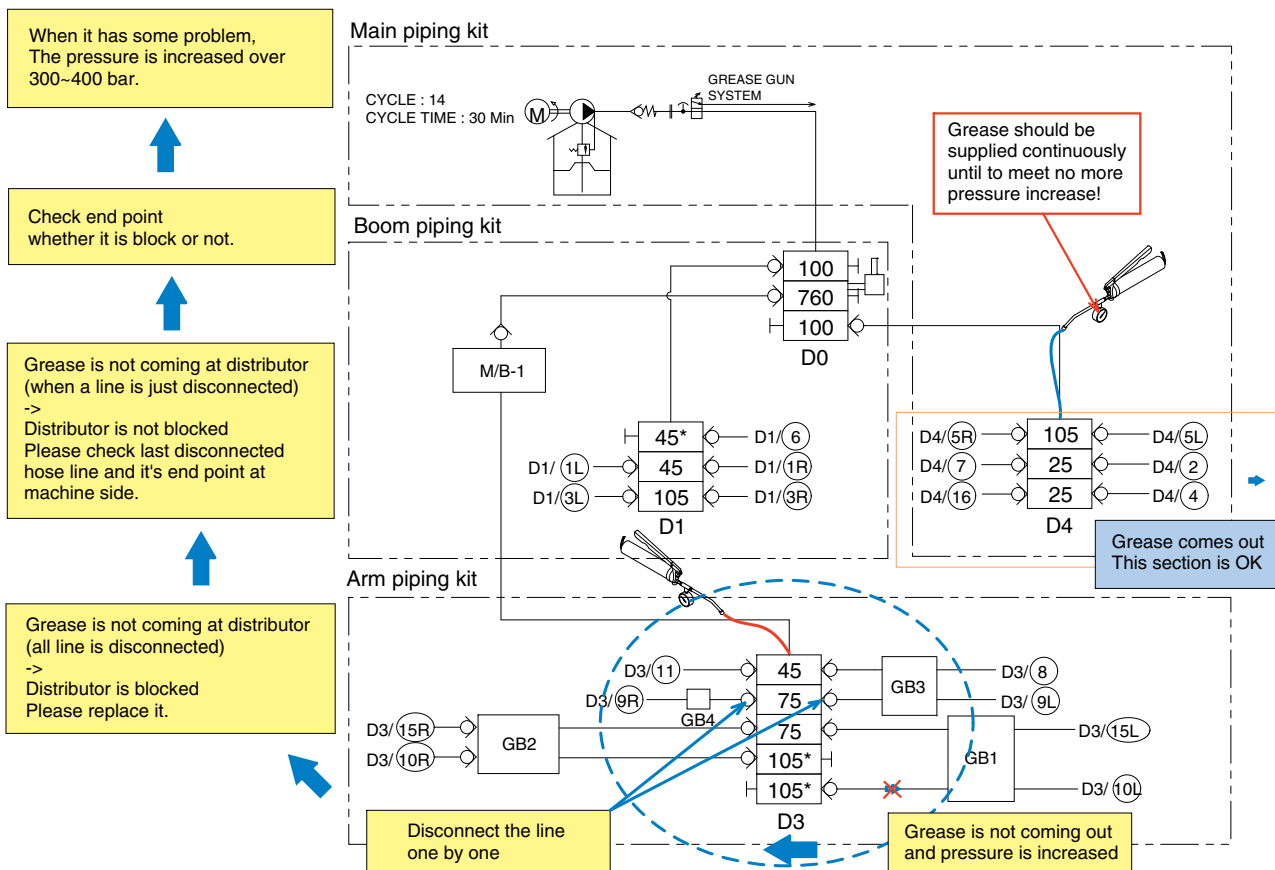 When it has some problem,
The pressure is increased over
300~400 bar.
Check end point
whether it is block or not.
Grease is not coming at distributor
(when a line is just disconnected)
->
Distributor is not blocked
Please check last disconnected
hose line and it's end point at
machine side.
Grease is not coming at distributor
(all line is disconnected)
->
Distributor is blocked
Please replace it.
Main piping kit
CYCLE : 14
CYCLE TIME : 30 Min
M
GREASE GUN
SYSTEM
Grease should be
supplied continuously
until to meet no more
pressure increase!
Boom piping kit
100
760
100
D0
M/B-1
45*
D1/ 6
D1/ 1L
45
D1/ 1R
D1/ 3L
105
D1/ 3R
D1
D4/ 5R
105
D4/ 5L
D4/ 7
25
D4/ 2
D4/ 16
25
D4/ 4
D4
Grease comes out
This section is OK
Arm piping kit
D3/ 11
45
GB3
D3/ 8
D3/ 9R
GB4
75
D3/ 9L
D3/ 15R
GB2
75
GB1
D3/ 15L
D3/ 10R
105*
105*
D3/ 10L
D3
Disconnect the line
one by one
Grease is not coming out
and pressure is increased